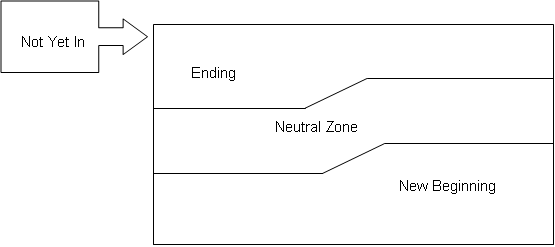 Not Yet In
Ending
Neutral Zone
New Beginning